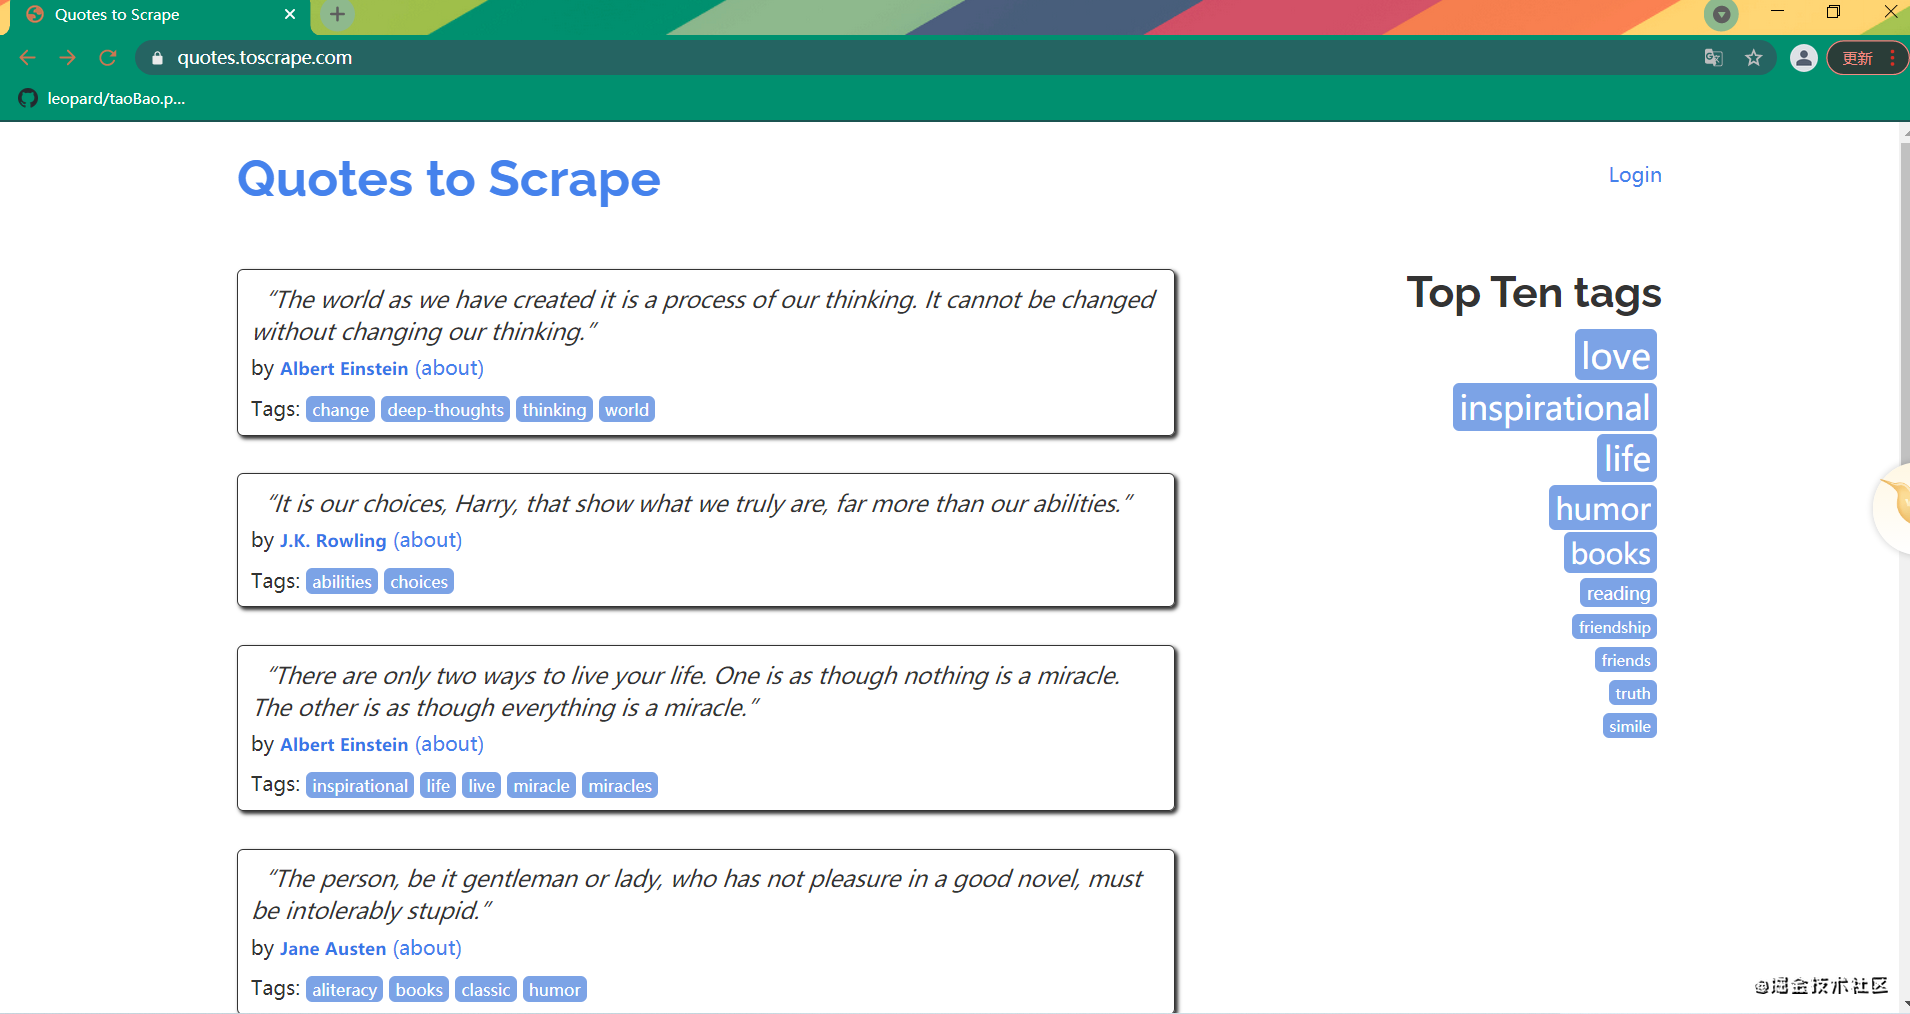 Quotes to Scrape
quotes.toscrape.com
更新
leopard/taoBao.p...
Quotes to Scrape
Login
“The world as we have created it is a process of our thinking. It cannot be changed
without changing our thinking.”
by Albert Einstein (about)
Tags: change deep-thoughts thinking world
“It is our choices, Harry, that show what we truly are, far more than our abilities.”
by J.K. Rowling (about)
Tags: abilities choices
“There are only two ways to live your life. One is as though nothing is a miracle.
The other is as though everything is a miracle.”
by Albert Einstein (about)
Tags: inspirational life live miracle miracles
“The person, be it gentleman or lady, who has not pleasure in a good novel, must
be intolerably stupid.”
by Jane Austen (about)
Tags: aliteracy books classic humor
Top Ten tags
love
inspirational
life
humor
books
reading
friendship
friends
truth
simile
@掘金技术社区